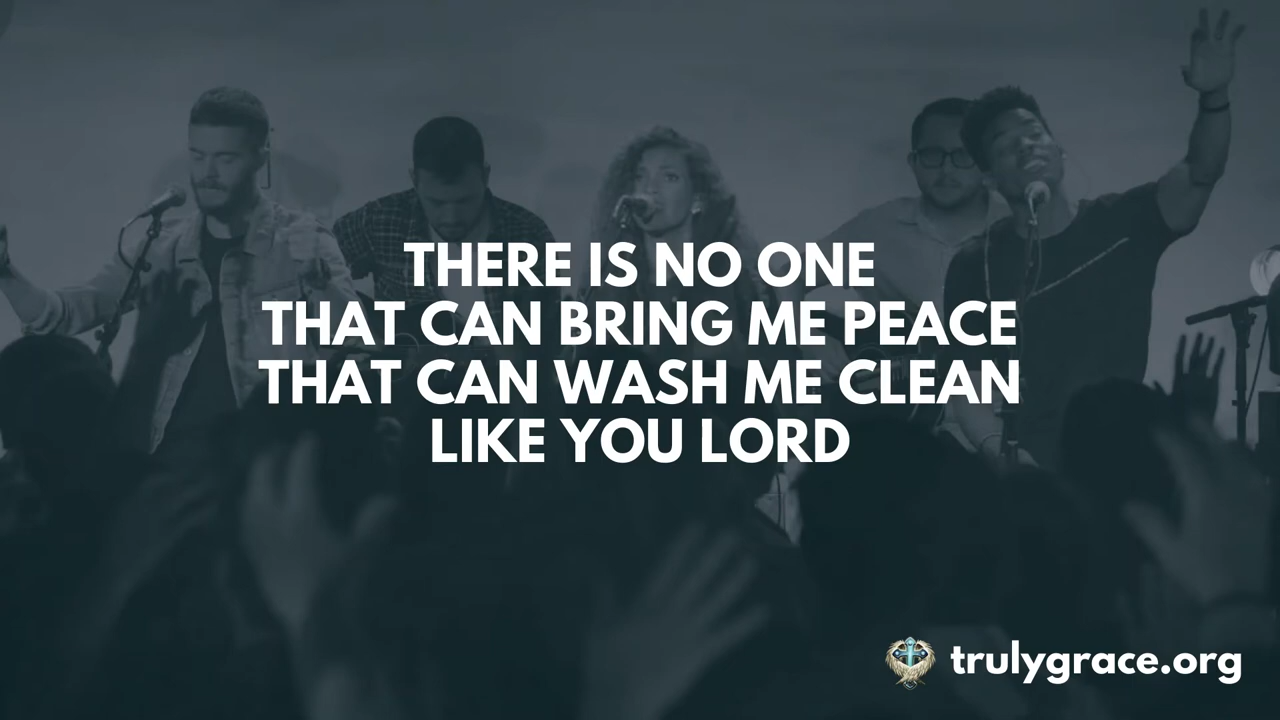 THERE IS NO ONE
THAT CAN BRING ME PEACE
THAT CAN WASH ME CLEAN
LIKE YOU LORD
trulygrace.org